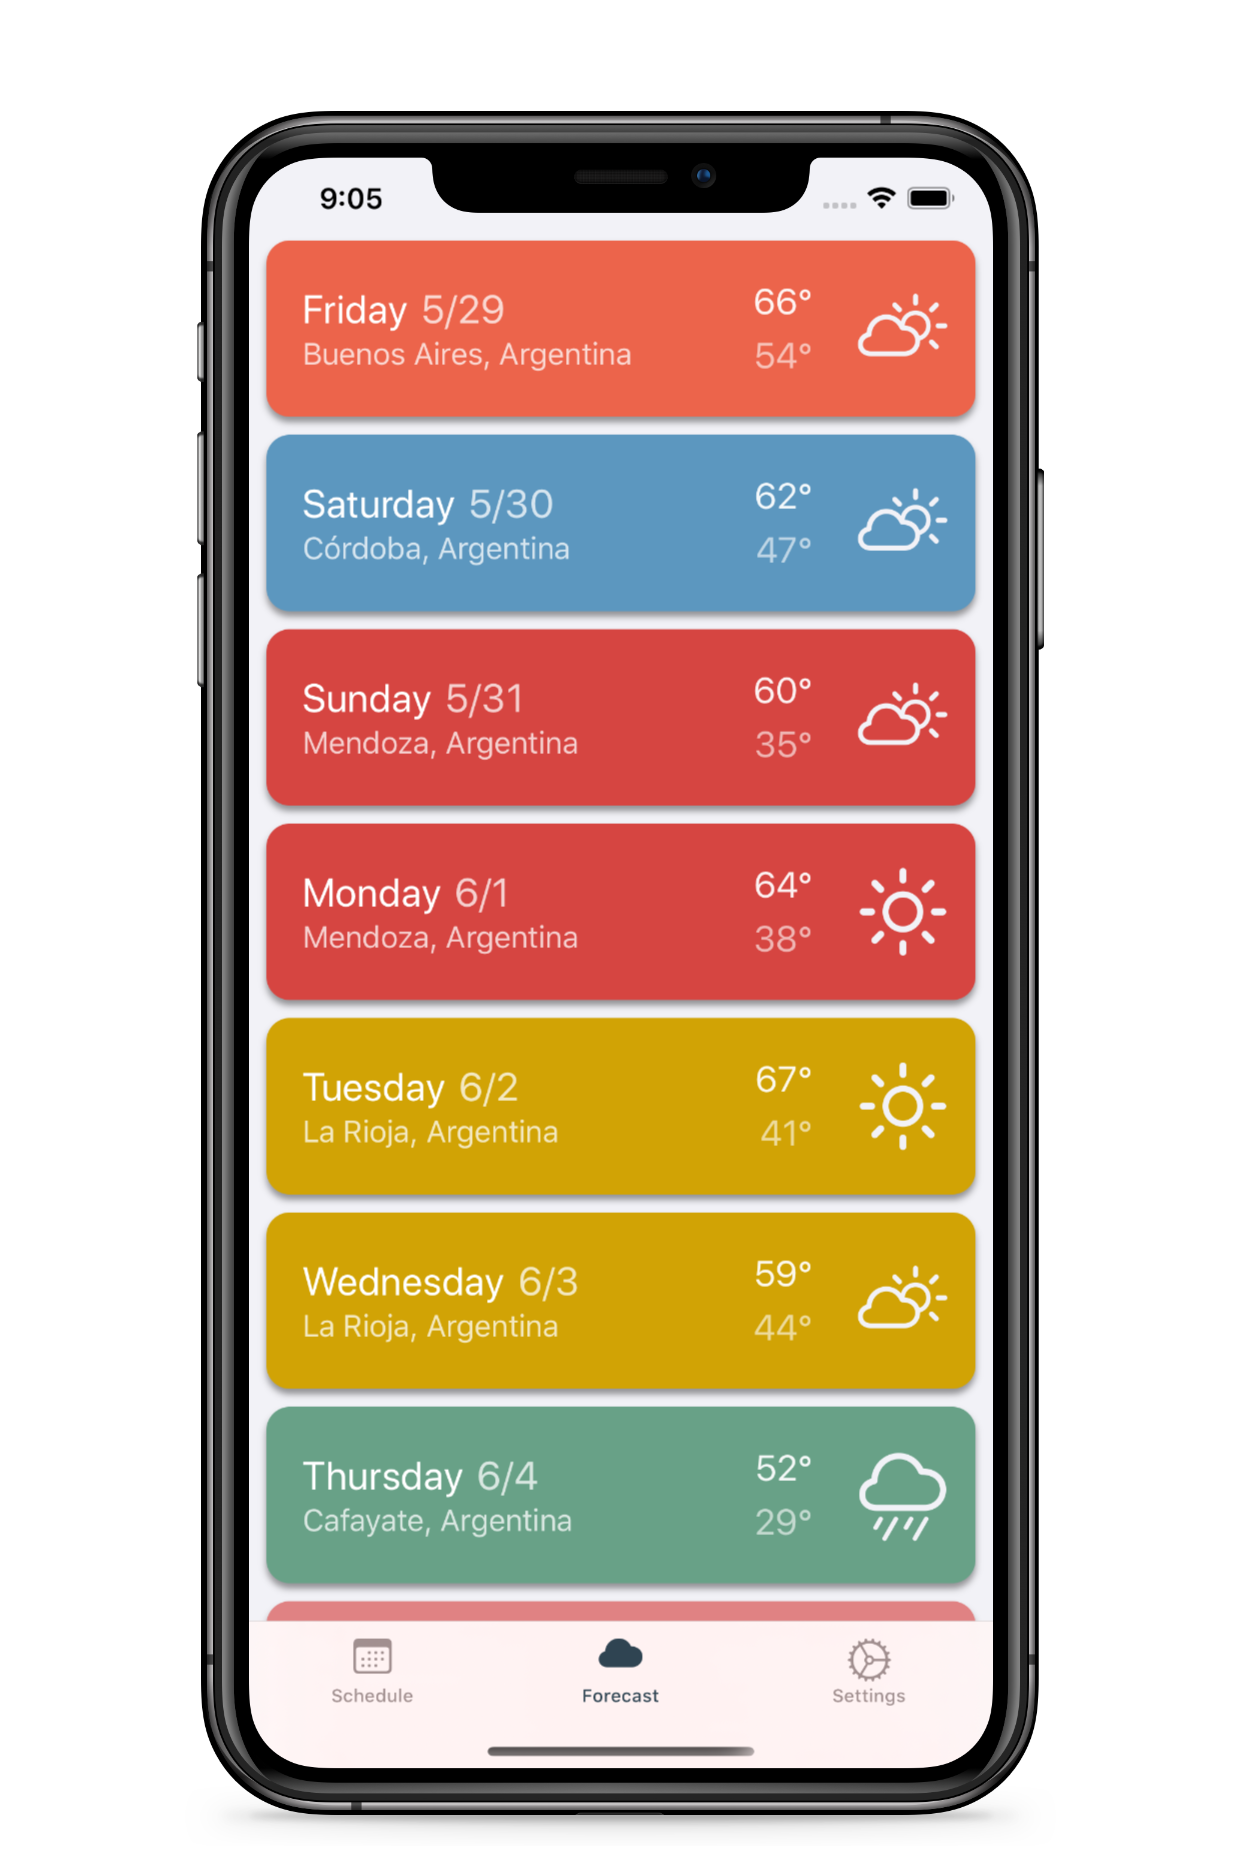 9:05
Friday 5/29
Buenos Aires, Argentina
66°
54°
Saturday 5/30
Córdoba, Argentina
62°
47°
Sunday 5/31
Mendoza, Argentina
60°
35°
Monday 6/1
Mendoza, Argentina
64°
38°
Tuesday 6/2
La Rioja, Argentina
67°
41°
Wednesday 6/3
La Rioja, Argentina
59°
44°
Thursday 6/4
Cafayate, Argentina
52°
29°
Schedule
Forecast
Settings